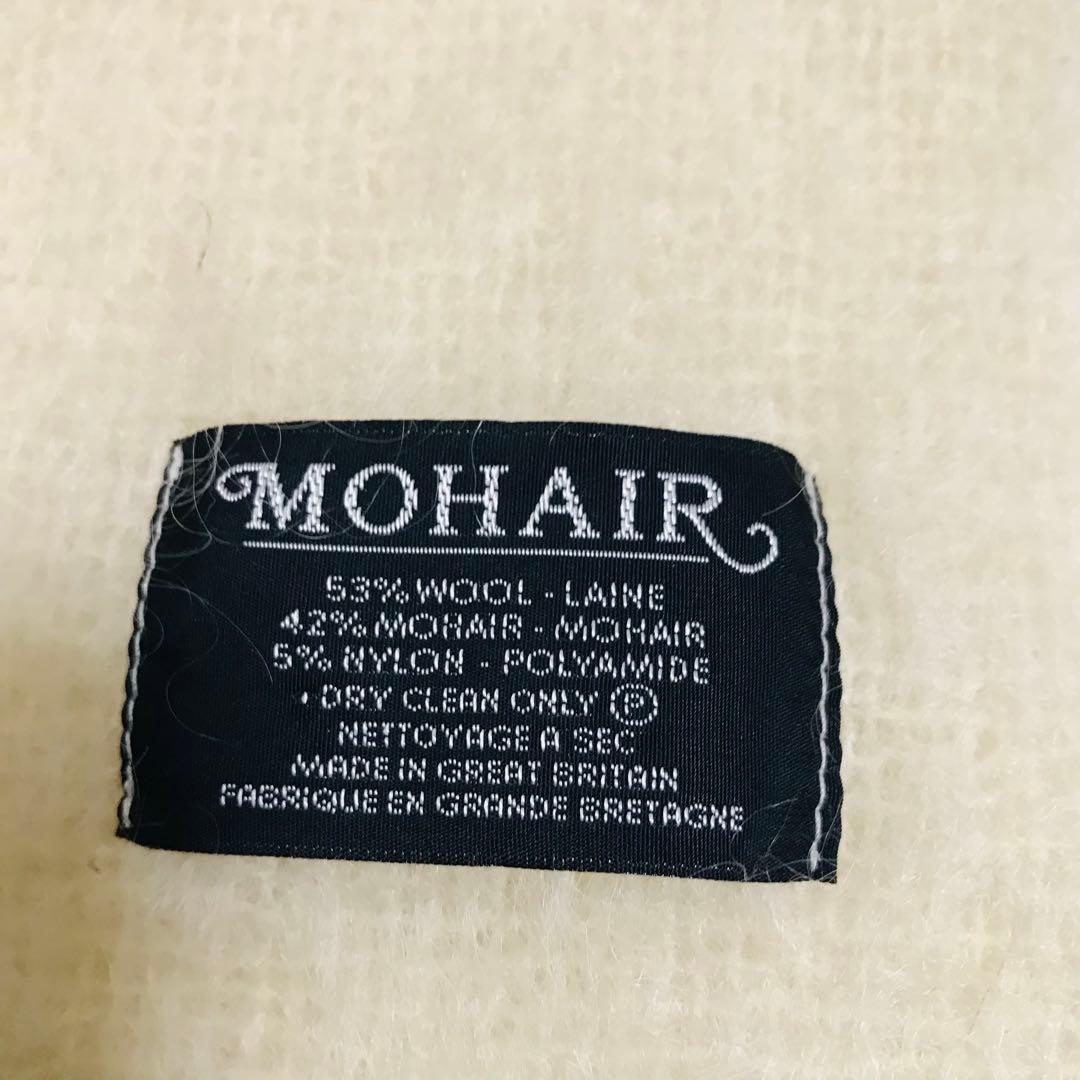 MOHAIR
53% WOOL - LAINE
42% MOHAIR - MOHAIR
5% NYLON - POLYAMIDE
• DRY CLEAN ONLY Ⓟ
NETTOYAGE A SEC
MADE IN GREAT BRITAIN
FABRIQUE EN GRANDE BRETAGNE